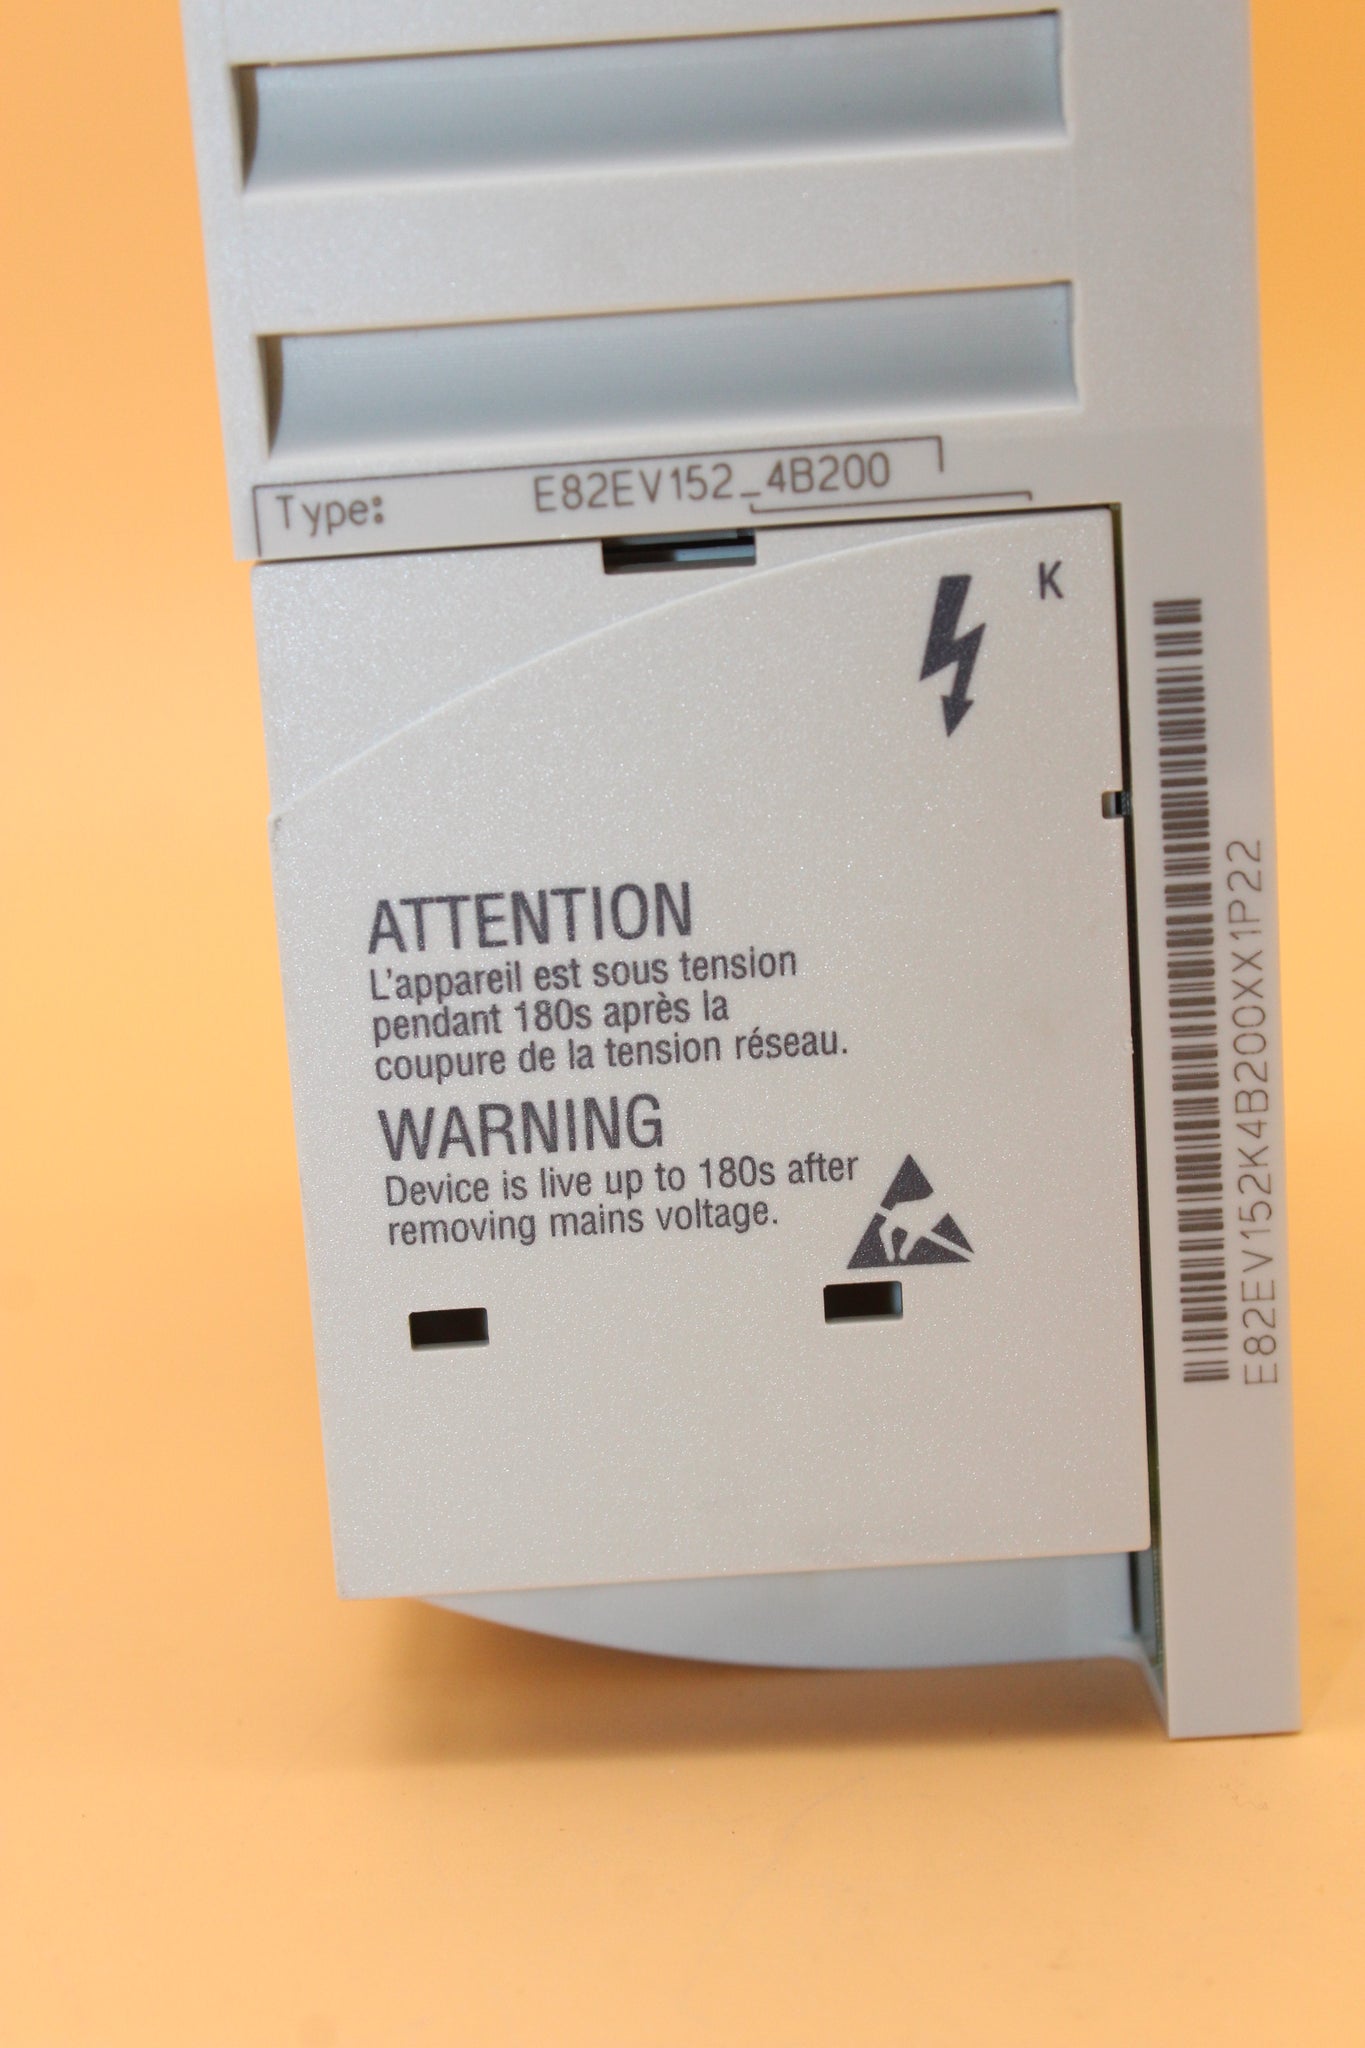 Type: E82EV152_4B200
K
ATTENTION
L'appareil est sous tension
pendant 180s après la
coupure de la tension réseau.
WARNING
Device is live up to 180s after
removing mains voltage.
E82EV152K4B200XX1P22